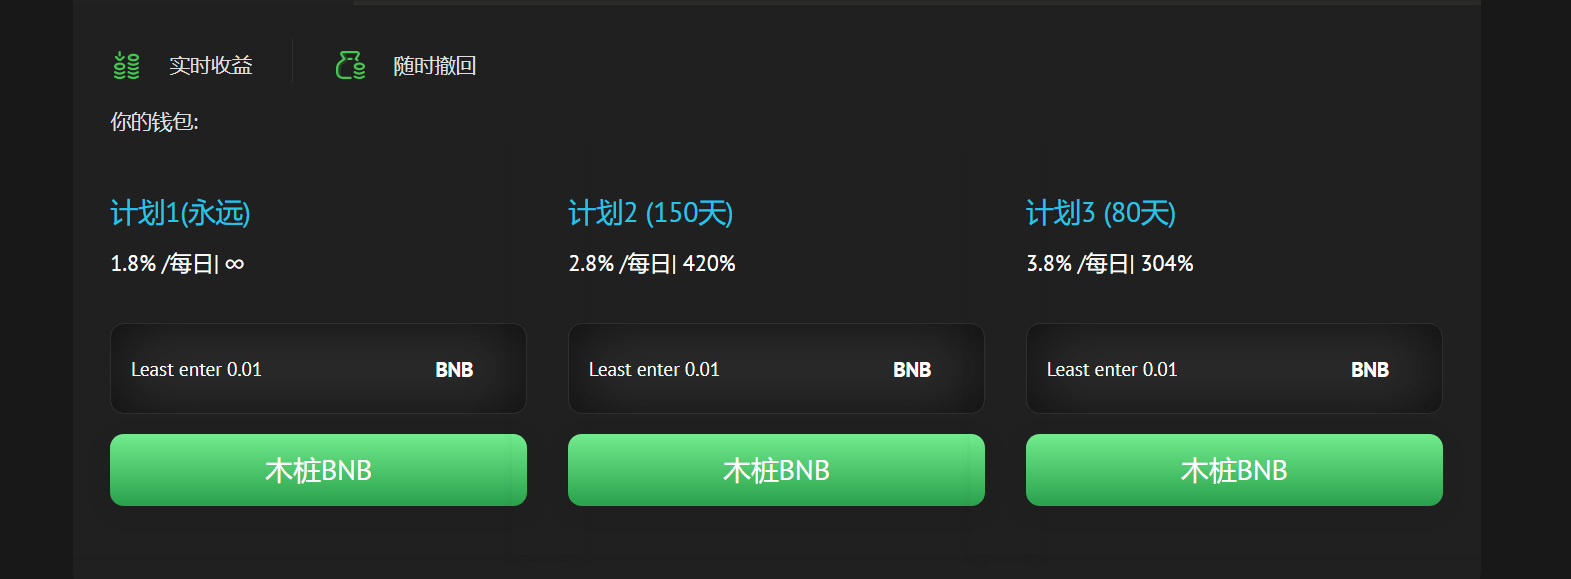 实时收益
随时撤回
你的钱包:
计划1(永远)
1.8% /每日| ∞
Least enter 0.01
BNB
木桩BNB
计划2 (150天)
2.8% /每日| 420%
Least enter 0.01
BNB
木桩BNB
计划3 (80天)
3.8% /每日| 304%
Least enter 0.01
BNB
木桩BNB